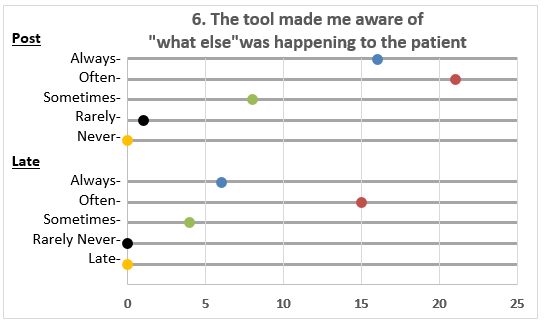 6. The tool made me aware of
"what else"was happening to the patient
Post
Always-
Often-
Sometimes-
Rarely-
Never-
Late
Always-
Often-
Sometimes-
Rarely Never-
Late-
0 5 10 15 20 25